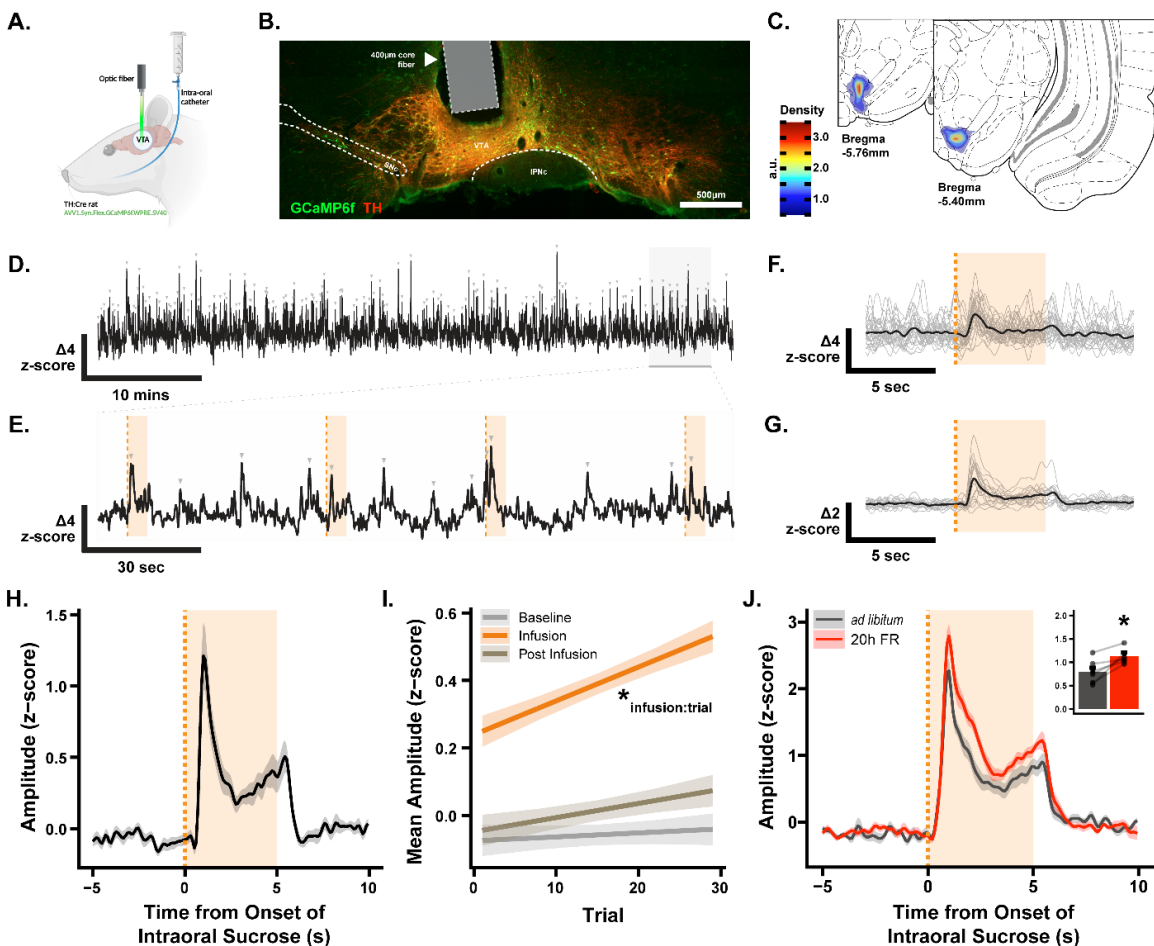 A.
Optic fiber
Intra-oral
catheter
VTA
TH:Cre rat
AVV1.Syn.Flex.GCaMP6f.WPRE.SV40
B.
400µm core
fiber
SNc
VTA
IPNc
GCaMP6f TH
500µm
C.
Density
3.0
2.0
1.0
a.u.
Bregma
-5.76mm
Bregma
-5.40mm
D.
Δ4
z-score
10 mins
E.
Δ4
z-score
30 sec
F.
Δ4
z-score
5 sec
G.
Δ2
z-score
5 sec
H.
Amplitude (z-score)
1.5
1.0
0.5
0.0
-5
0
5
10
Time from Onset of
Intraoral Sucrose (s)
I.
Mean Amplitude (z-score)
0.6
0.4
0.2
0.0
Baseline
Infusion
Post Infusion
* infusion:trial
0
10
20
30
Trial
J.
Amplitude (z-score)
3
2
1
0
ad libitum
20h FR
*
2.0
1.5
1.0
0.5
0.0
-5
0
5
10
Time from Onset of
Intraoral Sucrose (s)